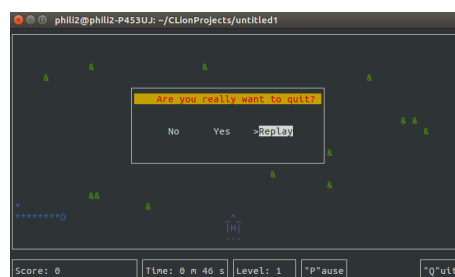 phili2@phili2-P453UJ: ~/CLionProjects/untitled1
& & &
& &
Are you really want to quit?
No Yes >Replay
& &
&
&
&
&
&& &
*
********O
_^_
|H|
...
Score: 0 Time: 0 m 46 s Level: 1 "P"ause "Q"uit